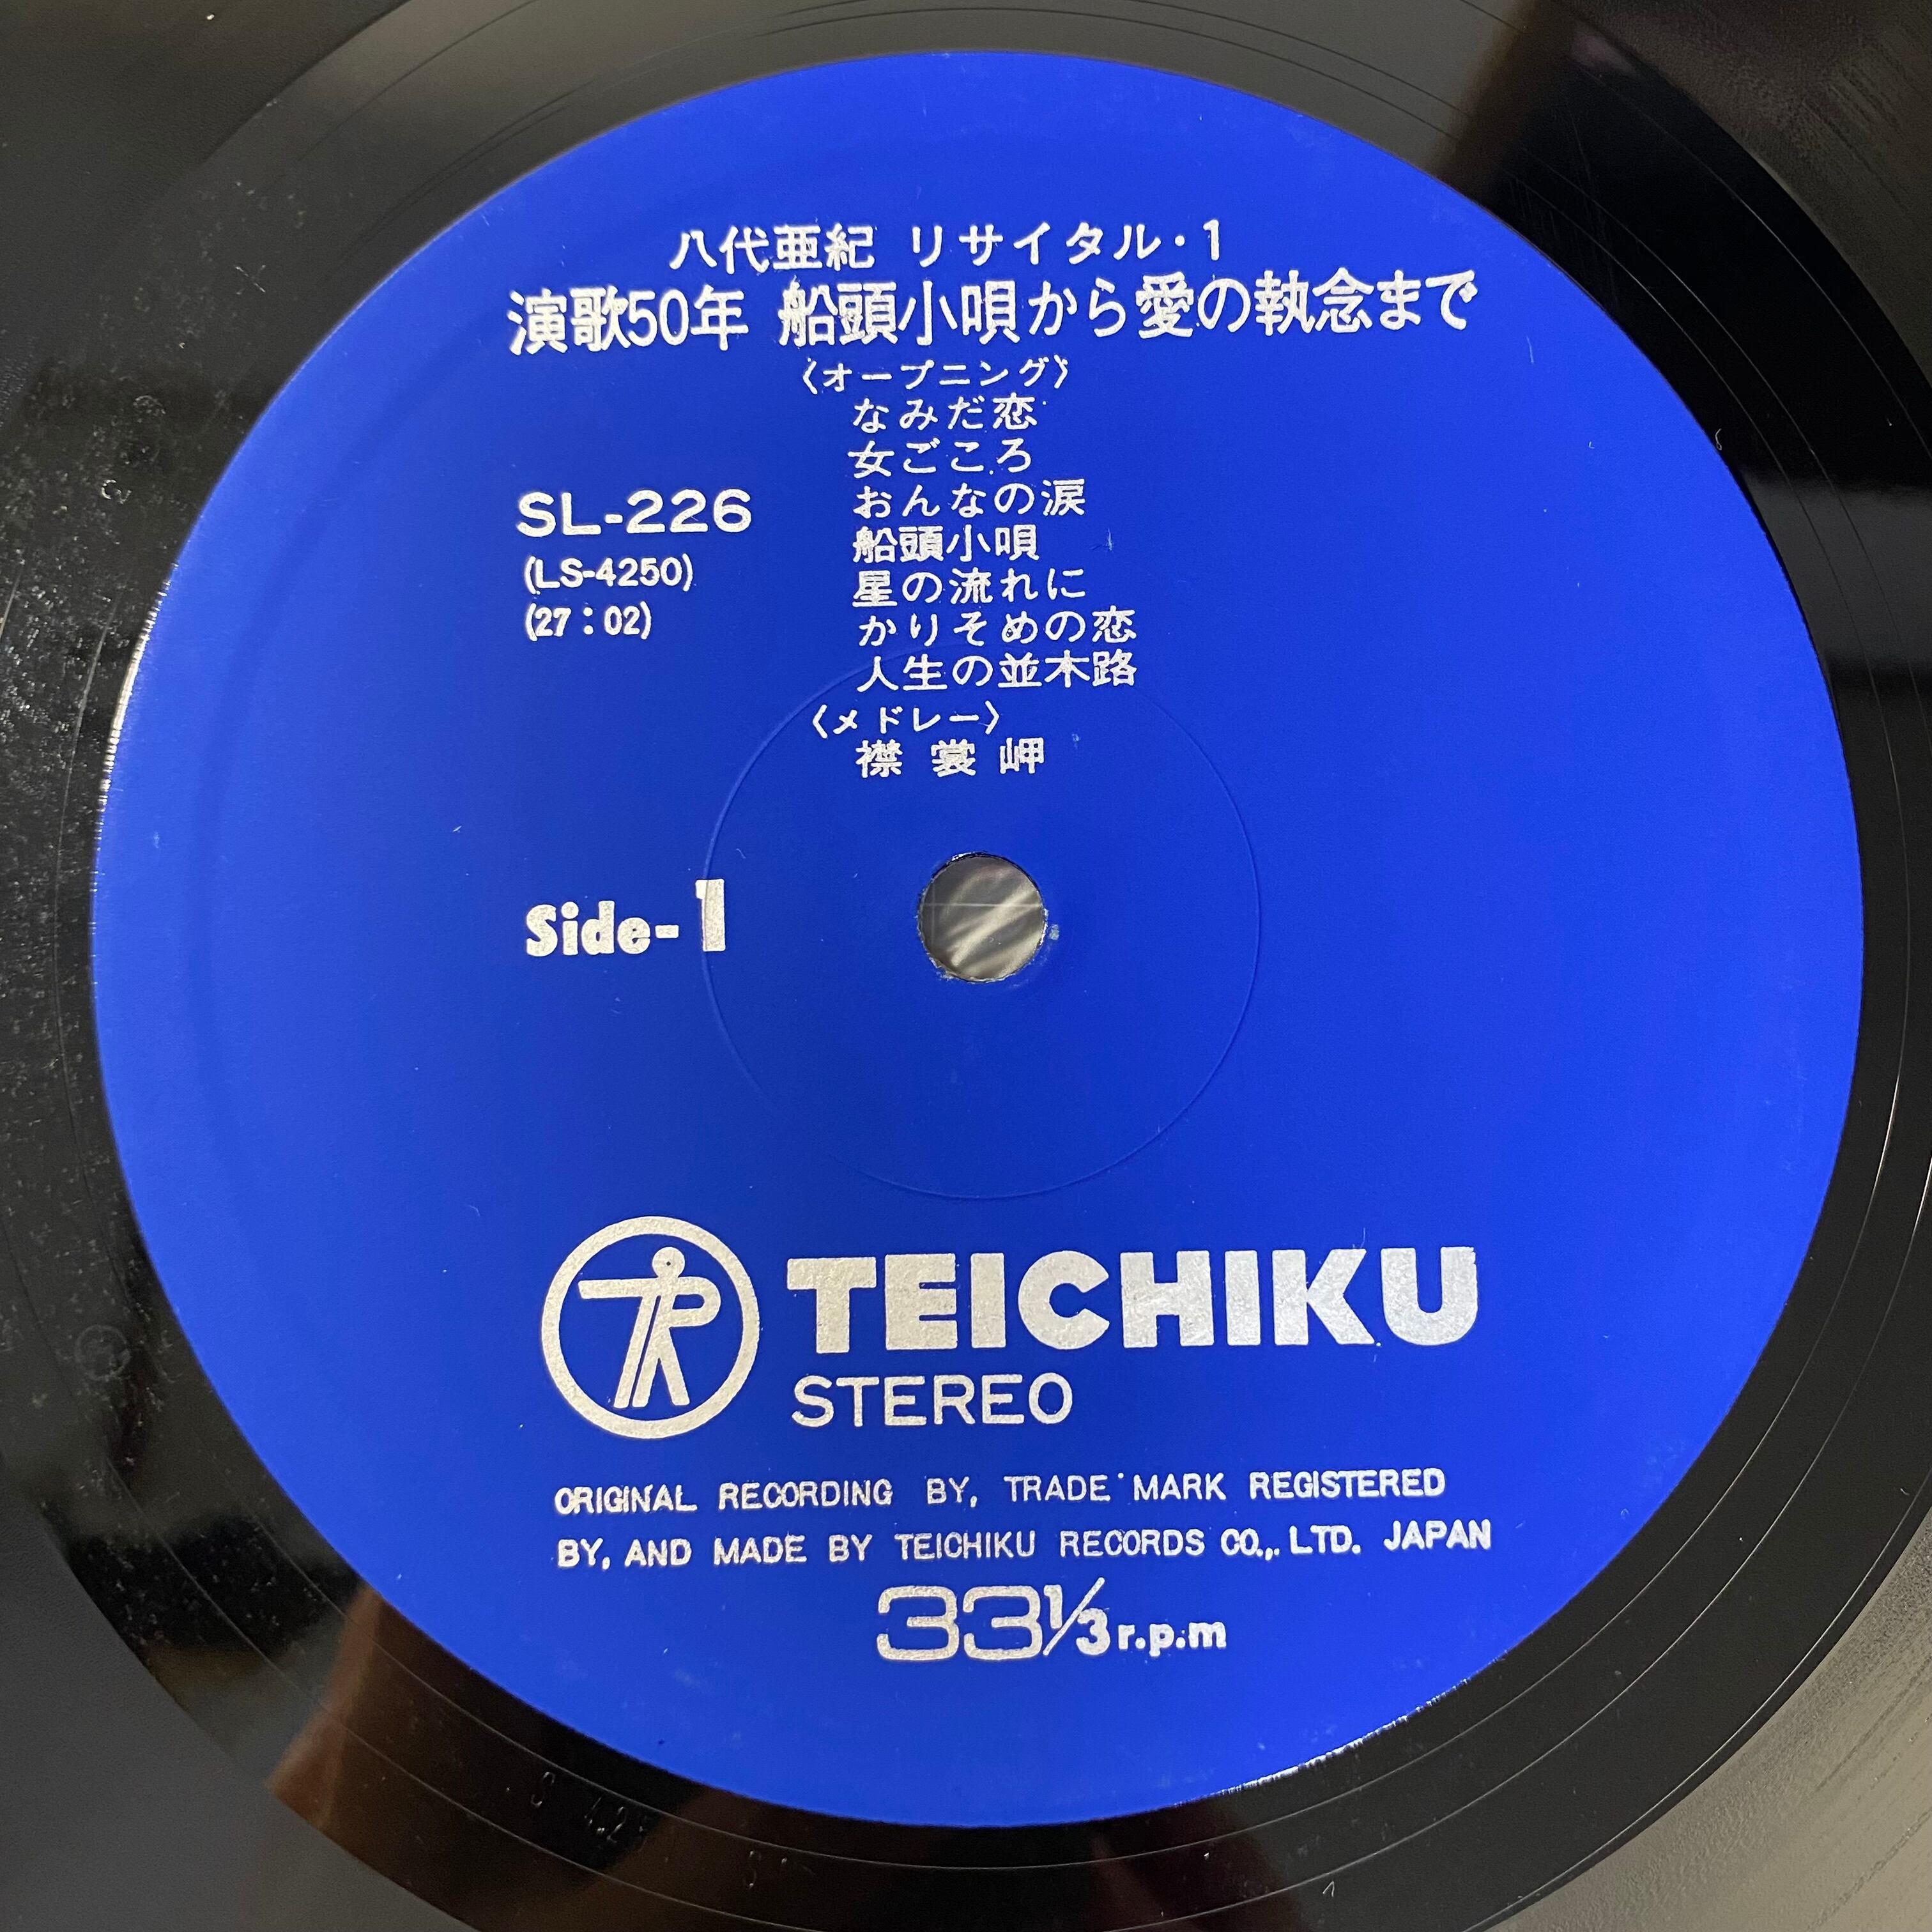 八代亜紀 リサイタル・1
演歌50年 船頭小唄から愛の執念まで
〈オープニング〉
なみだ恋
女ごころ
おんなの涙
船頭小唄
星の流れに
かりそめの恋
人生の並木路
〈メドレー〉
襟裳岬
SL-226
(LS-4250)
(27:02)
Side-1
TEICHIKU
STEREO
ORIGINAL RECORDING BY, TRADE MARK REGISTERED
BY, AND MADE BY TEICHIKU RECORDS CO.,. LTD. JAPAN
33 1/3 r.p.m